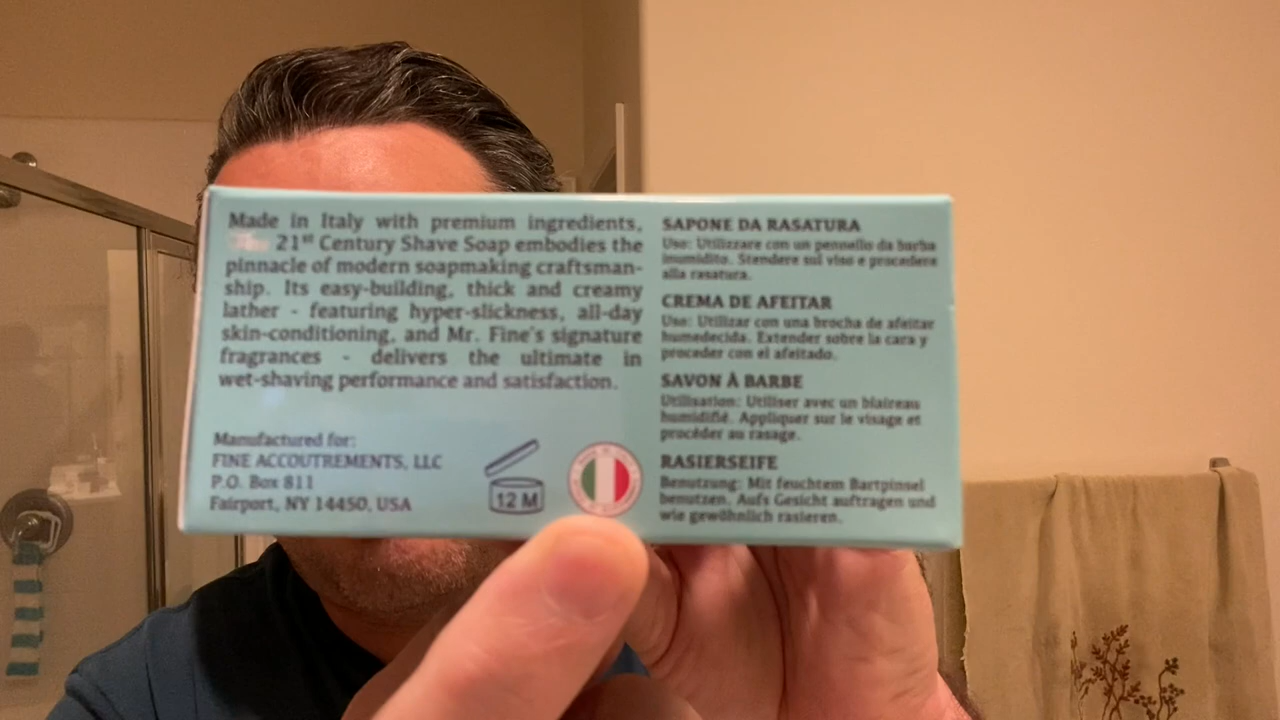 Made in Italy with premium ingredients,
21st Century Shave Soap embodies the
pinnacle of modern soapmaking craftsman-
ship. Its easy-building, thick and creamy
lather - featuring hyper-slickness, all-day
skin-conditioning, and Mr. Fine's signature
fragrances - delivers the ultimate in
wet-shaving performance and satisfaction.
Manufactured for:
FINE ACCOUTREMENTS, LLC
P.O. Box 811
Fairport, NY 14450, USA
12 M
SAPONE DA RASATURA
Uso: Utilizzare con un pennello da barba
inumidito. Stendere sul viso e procedere
alla rasatura.
CREMA DE AFEITAR
Uso: Utilizar con una brocha de afeitar
humedecida. Extender sobre la cara y
proceder con el afeitado.
SAVON À BARBE
Utilisation: Utiliser avec un blaireau
humidifié. Appliquer sur le visage et
procéder au rasage.
RASIERSEIFE
Benutzung: Mit feuchtem Bartpinsel
benutzen. Aufs Gesicht auftragen und
wie gewöhnlich rasieren.